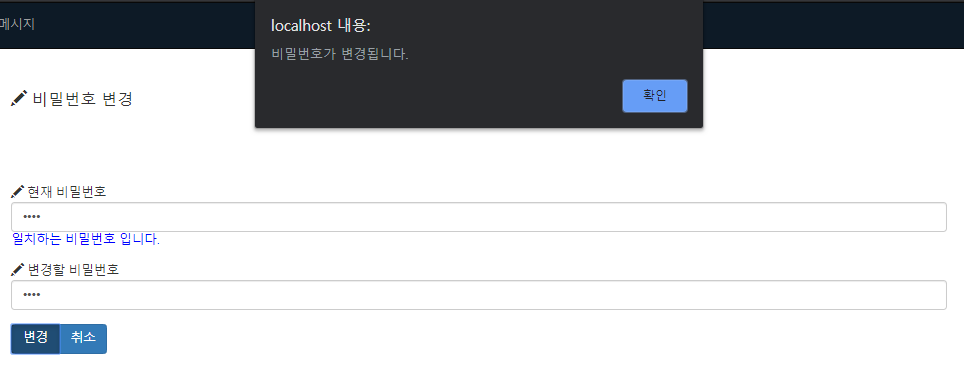 메시지
localhost 내용:
비밀번호가 변경됩니다.
확인
비밀번호 변경
현재 비밀번호
••••
일치하는 비밀번호 입니다.
변경할 비밀번호
••••
변경 취소